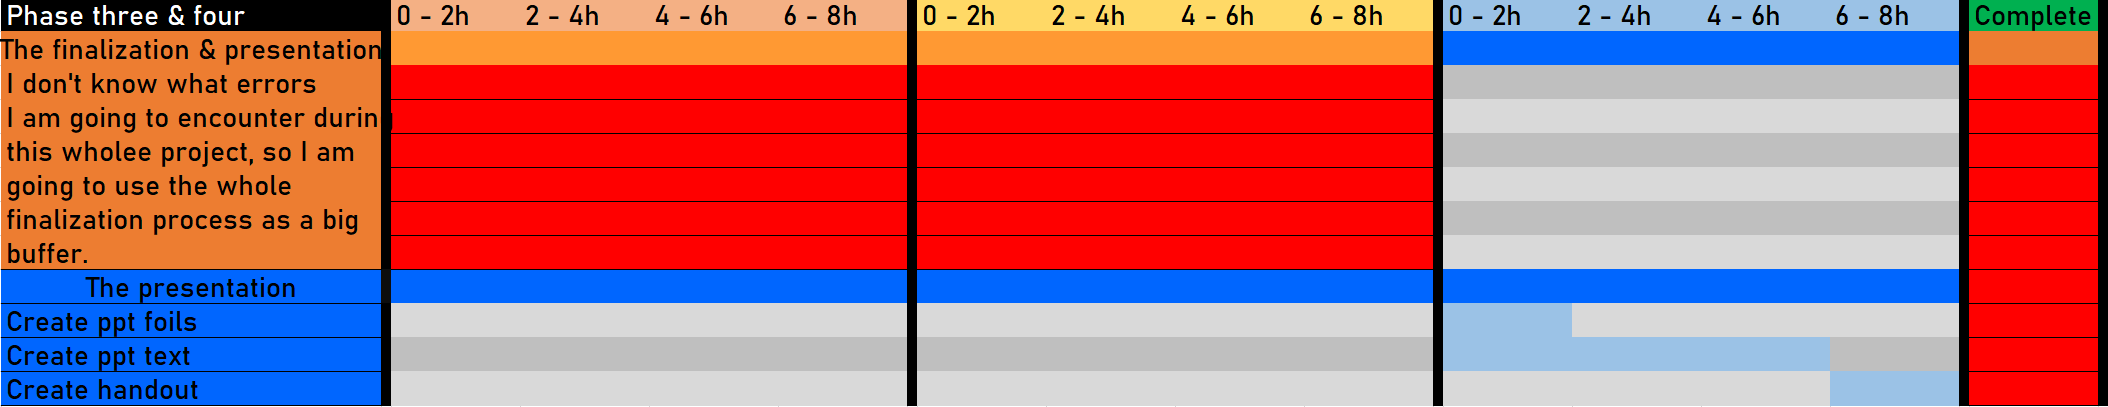 Phase three & four 0 - 2h 2 - 4h 4 - 6h 6 - 8h 0 - 2h 2 - 4h 4 - 6h 6 - 8h 0 - 2h 2 - 4h 4 - 6h 6 - 8h Complete
The finalization & presentation
I don't know what errors
I am going to encounter during
this wholee project, so I am
going to use the whole
finalization process as a big
buffer.
The presentation
Create ppt foils
Create ppt text
Create handout